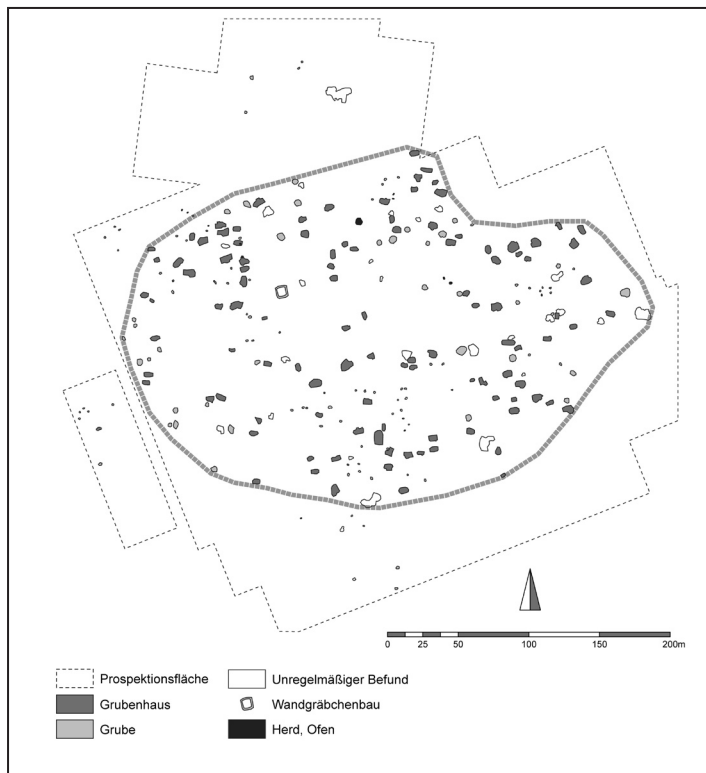 0 25 50 100 150 200m
Prospektionsfläche
Unregelmäßiger Befund
Grubenhaus
Wandgräbchenbau
Grube
Herd, Ofen